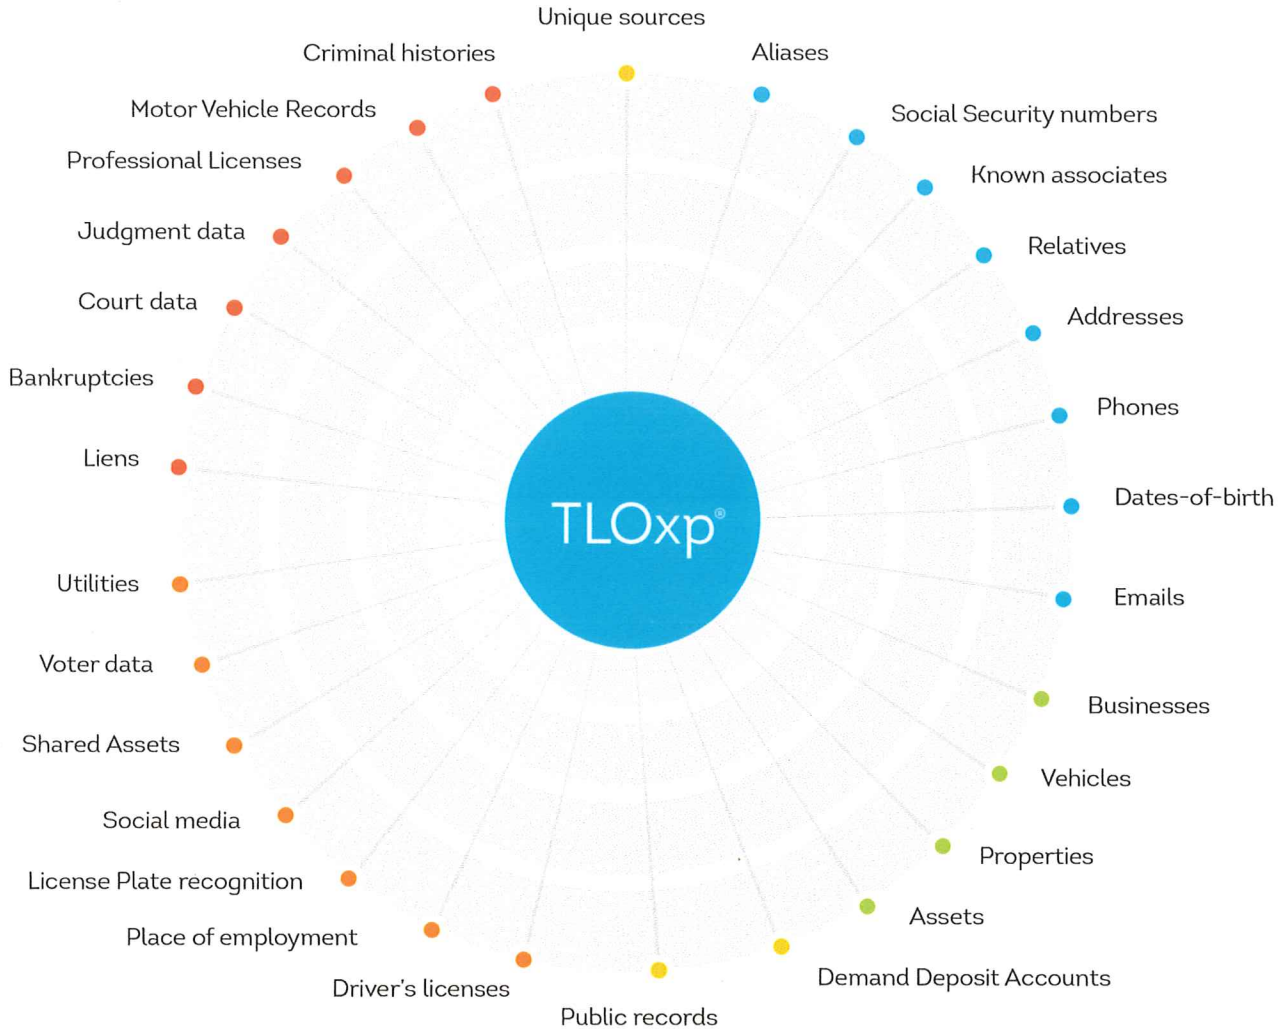 Unique sources
Aliases
Social Security numbers
Known associates
Relatives
Addresses
Phones
Dates-of-birth
Emails
Businesses
Vehicles
Properties
Assets
Demand Deposit Accounts
Public records
Driver's licenses
Place of employment
License Plate recognition
Social media
Shared Assets
Voter data
Utilities
Liens
Bankruptcies
Court data
Judgment data
Professional Licenses
Motor Vehicle Records
Criminal histories
TLOxp®